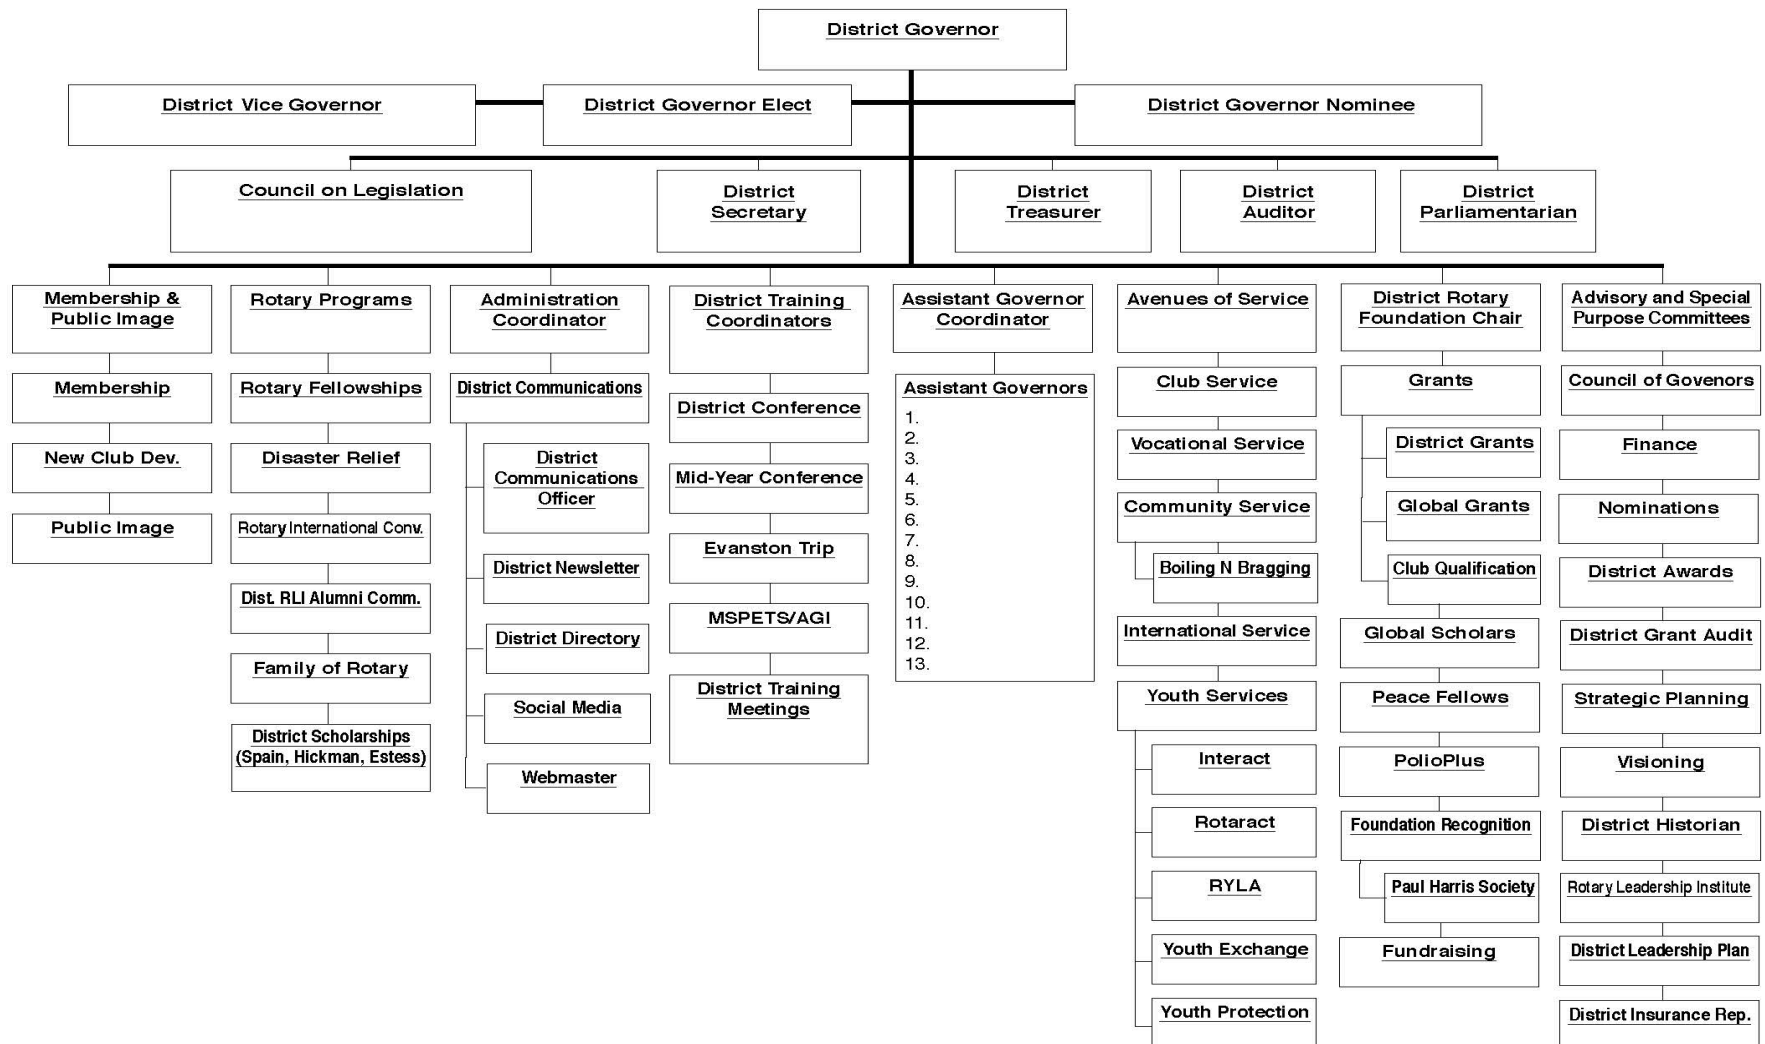 District Governor
District Vice Governor
District Governor Elect
District Governor Nominee
Council on Legislation
District
Secretary
District
Treasurer
District
Auditor
District
Parliamentarian
Membership &
Public Image
Membership
New Club Dev.
Public Image
Rotary Programs
Rotary Fellowships
Disaster Relief
Rotary International Conv.
Dist. RLI Alumni Comm.
Family of Rotary
District Scholarships
(Spain, Hickman, Estess)
Administration
Coordinator
District Communications
District
Communications
Officer
District Newsletter
District Directory
Social Media
Webmaster
District Training
Coordinators
District Conference
Mid-Year Conference
Evanston Trip
MSPETS/AGI
District Training
Meetings
Assistant Governor
Coordinator
Assistant Governors
1.
2.
3.
4.
5.
6.
7.
8.
9.
10.
11.
12.
13.
Avenues of Service
Club Service
Vocational Service
Community Service
Boiling N Bragging
International Service
Youth Services
Interact
Rotaract
RYLA
Youth Exchange
Youth Protection
District Rotary
Foundation Chair
Grants
District Grants
Global Grants
Club Qualification
Global Scholars
Peace Fellows
PolioPlus
Foundation Recognition
Paul Harris Society
Fundraising
Advisory and Special
Purpose Committees
Council of Govenors
Finance
Nominations
District Awards
District Grant Audit
Strategic Planning
Visioning
District Historian
Rotary Leadership Institute
District Leadership Plan
District Insurance Rep.